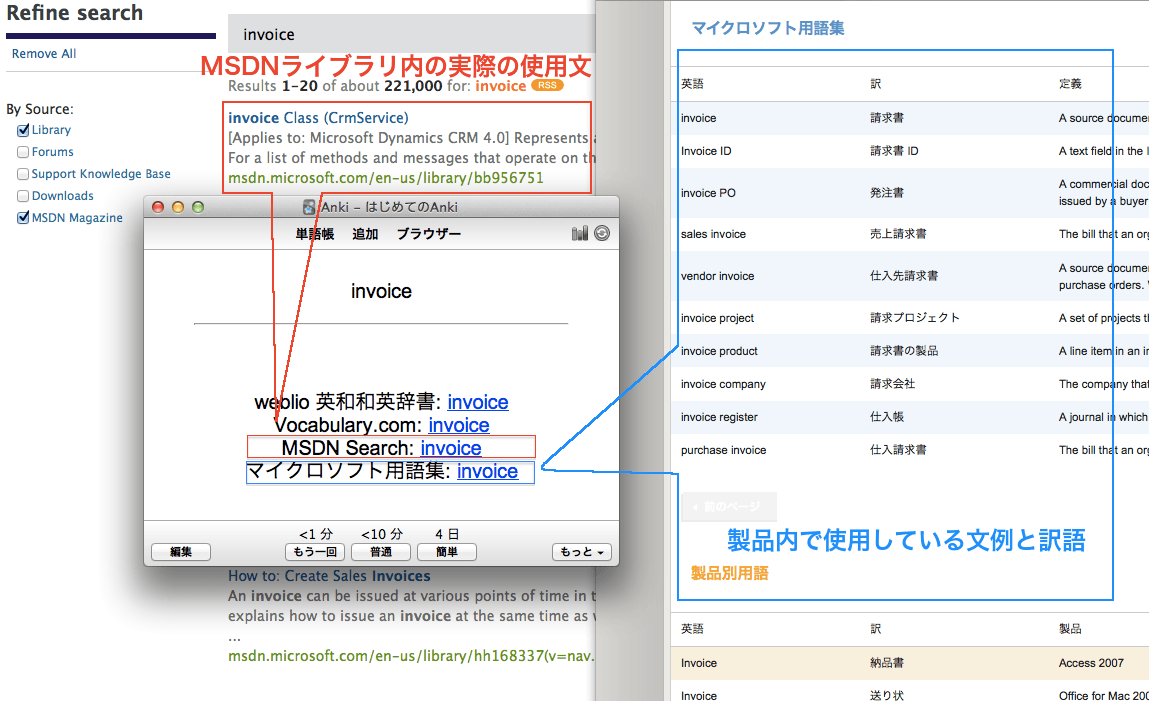 Refine search
Remove All
By Source:
Library
Forums
Support Knowledge Base
Downloads
MSDN Magazine
invoice
MSDNライブラリ内の実際の使用文
Results 1-20 of about 221,000 for: invoice RSS
invoice Class (CrmService)
[Applies to: Microsoft Dynamics CRM 4.0] Represents
For a list of methods and messages that operate on th
msdn.microsoft.com/en-us/library/bb956751
Anki - はじめてのAnki
単語帳 追加 ブラウザー
invoice
weblio 英和和英辞書: invoice
Vocabulary.com: invoice
MSDN Search: invoice
マイクロソフト用語集: invoice
<1 分 <10 分 4 日
編集 もう一回 普通 簡単 もっと
How to: Create Sales Invoices
An invoice can be issued at various points of time in t
explains how to issue an invoice at the same time as
...
msdn.microsoft.com/en-us/library/hh168337(v=nav.
マイクロソフト用語集
英語 訳 定義
invoice 請求書 A source docume
Invoice ID 請求書 ID A text field in the I
invoice PO 発注書 A commercial doc
issued by a buyer
sales invoice 売上請求書 The bill that an org
vendor invoice 仕入先請求書 A source docume
purchase orders.
invoice project 請求プロジェクト A set of projects th
invoice product 請求書の製品 A line item in an in
invoice company 請求会社 The company that
invoice register 仕入帳 A journal in which
purchase invoice 仕入請求書 The bill that an org
前のページ
製品内で使用している文例と訳語
製品別用語
英語 訳 製品
Invoice 納品書 Access 2007
Invoice 送り状 Office for Mac 200